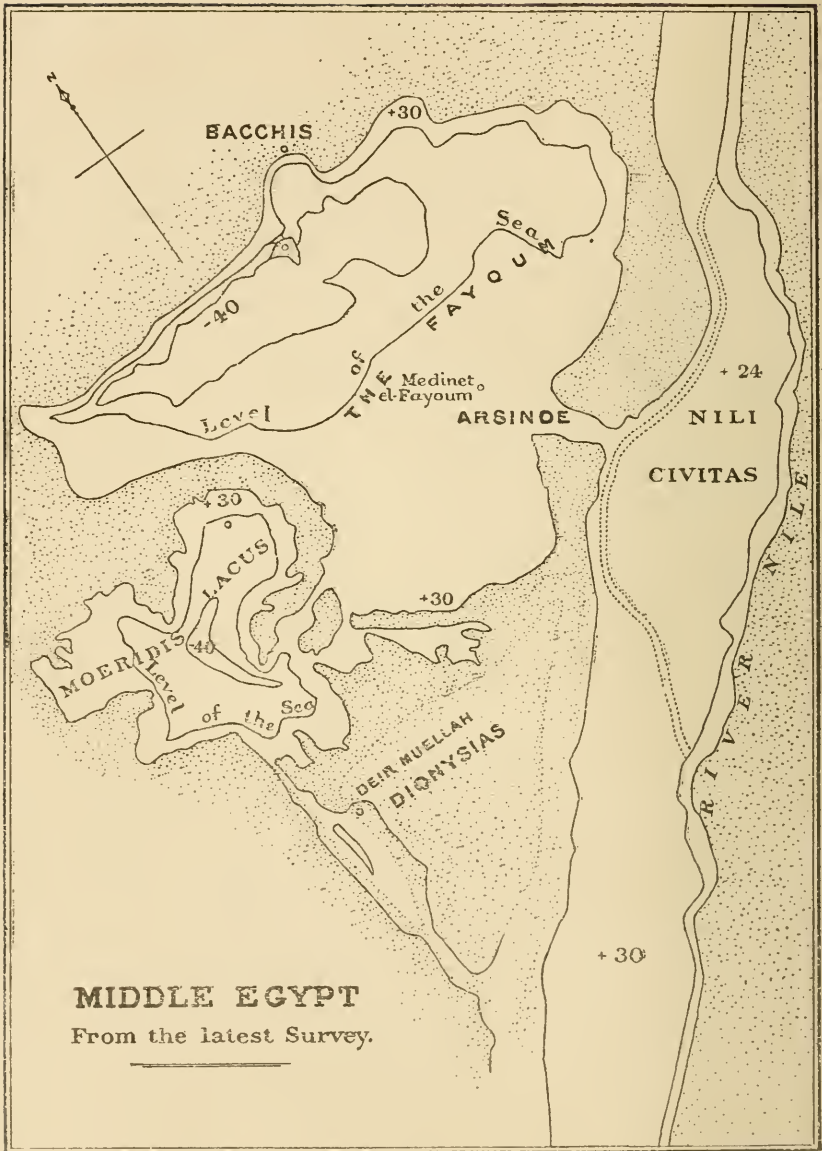 N
+30
BACCHIS
-40
Level of the Sea
THE FAYOUM
Medinet
el-Fayoum
ARSINOE
+ 24
NILI
CIVITAS
RIVER NILE
+30
MOERIDIS LACUS
-40
Level of the Sea
+30
DEIR MUELLAH
DIONYSIAS
+ 30
MIDDLE EGYPT
From the latest Survey.